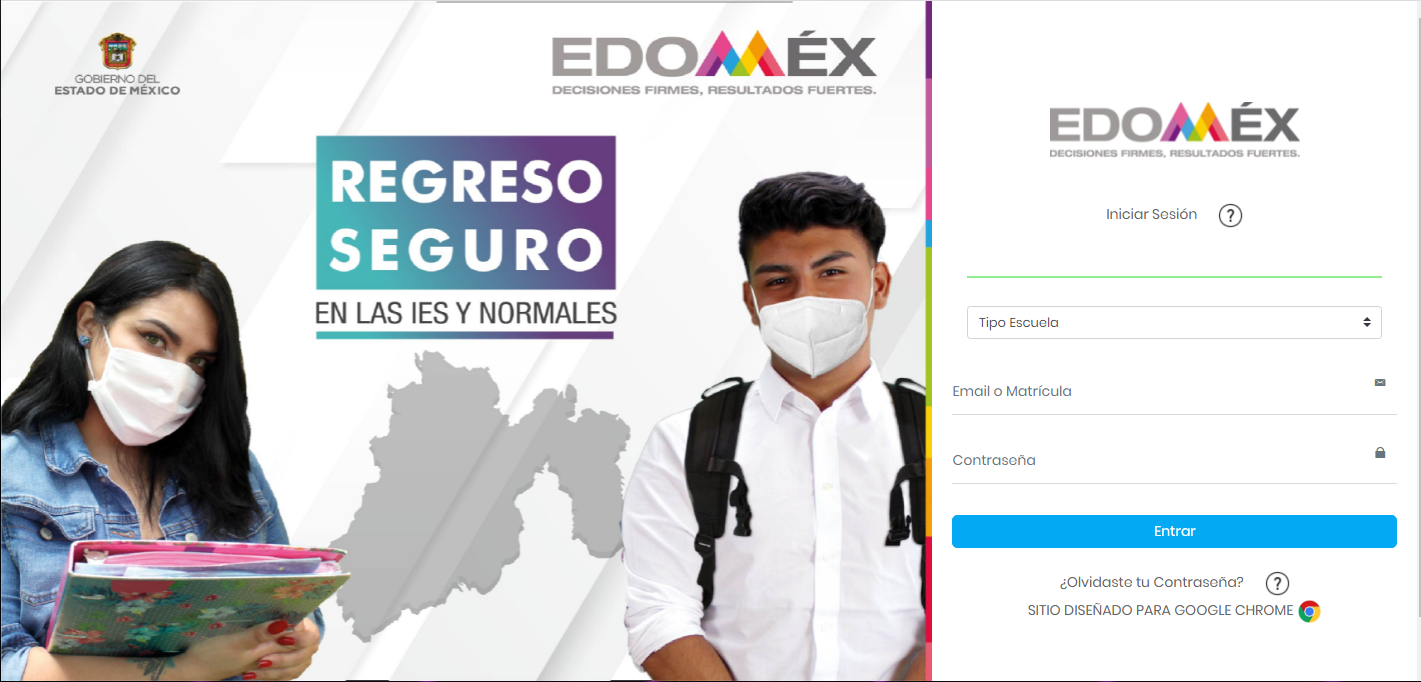 GOBIERNO DEL
ESTADO DE MÉXICO
EDOMÉX
DECISIONES FIRMES, RESULTADOS FUERTES.
REGRESO
SEGURO
EN LAS IES Y NORMALES
EDOMÉX
DECISIONES FIRMES, RESULTADOS FUERTES.
Iniciar Sesión ?
Tipo Escuela
Email o Matrícula
Contraseña
Entrar
¿Olvidaste tu Contraseña? ?
SITIO DISEÑADO PARA GOOGLE CHROME